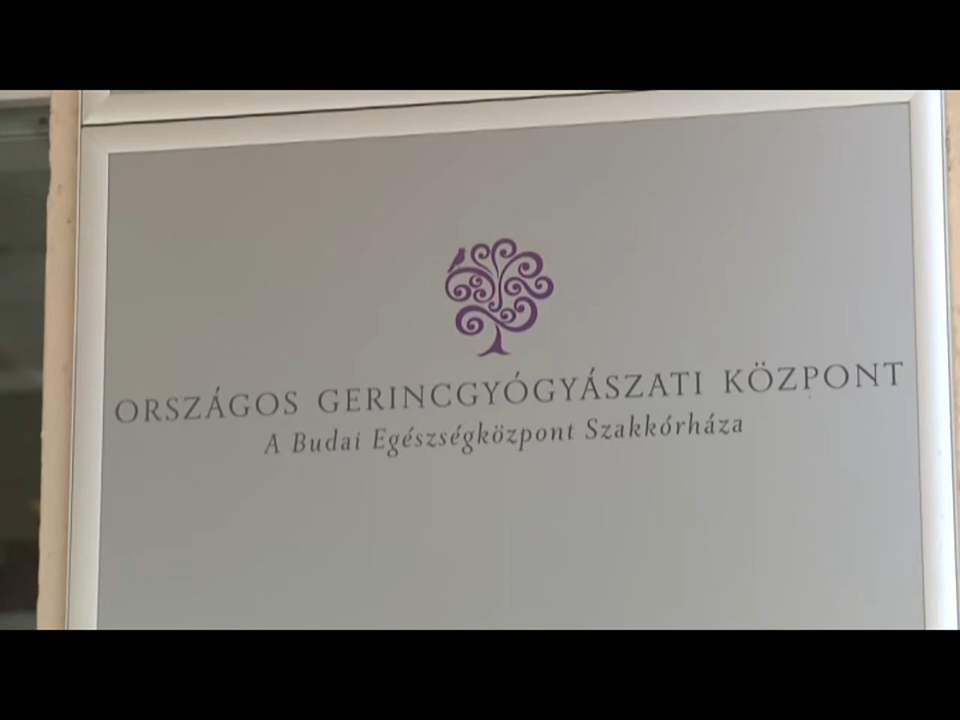 ORSZÁGOS GERINCGYÓGYÁSZATI KÖZPONT
A Budai Egészségközpont Szakkórháza